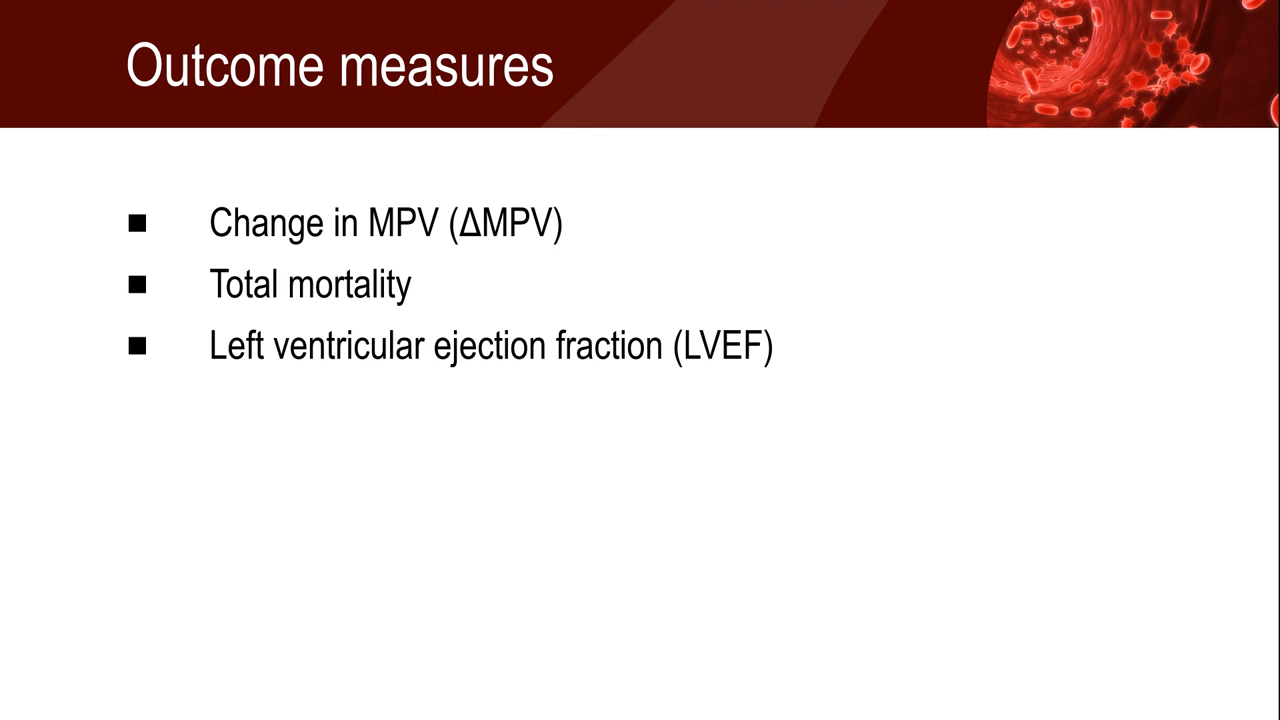 Outcome measures
■ Change in MPV (ΔMPV)
■ Total mortality
■ Left ventricular ejection fraction (LVEF)